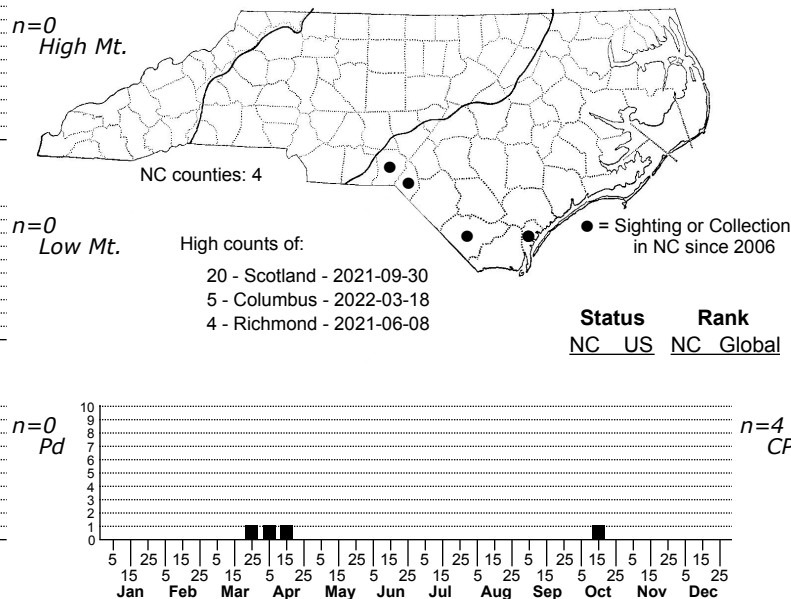 n=0
High Mt.
NC counties: 4
n=0
Low Mt.
High counts of:
20 - Scotland - 2021-09-30
5 - Columbus - 2022-03-18
4 - Richmond - 2021-06-08
● = Sighting or Collection
in NC since 2006
Status Rank
NC US NC Global
n=0
Pd
n=4
CP
10
9
8
7
6
5
4
3
2
1
0
5 25 15 5 25 15 5 25 15 5 25 15 5 25 15 5 25 15
15 5 25 15 5 25 15 5 25 15 5 25 15 5 25 15 5 25
Jan Feb Mar Apr May Jun Jul Aug Sep Oct Nov Dec